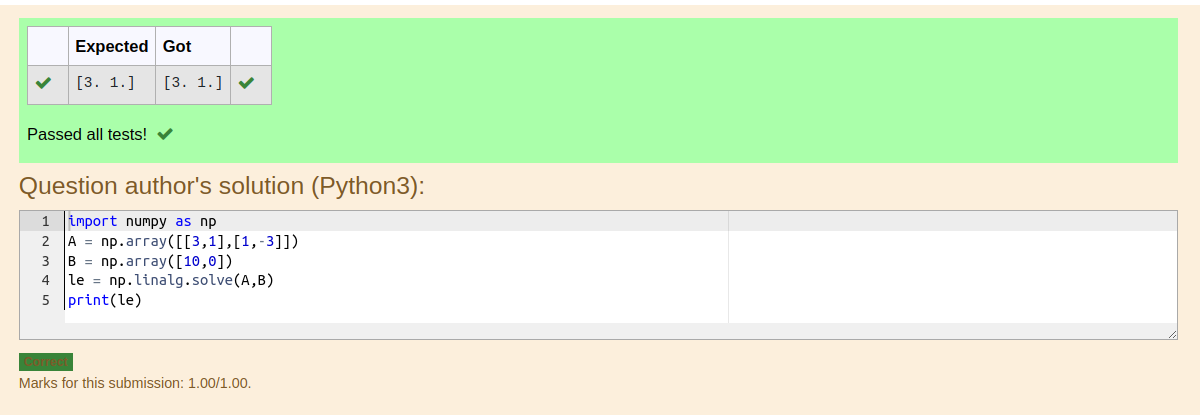 Expected Got
[3. 1.] [3. 1.]
Passed all tests!
Question author's solution (Python3):
1 import numpy as np
2 A = np.array([[3,1],[1,-3]])
3 B = np.array([10,0])
4 le = np.linalg.solve(A,B)
5 print(le)
Correct
Marks for this submission: 1.00/1.00.